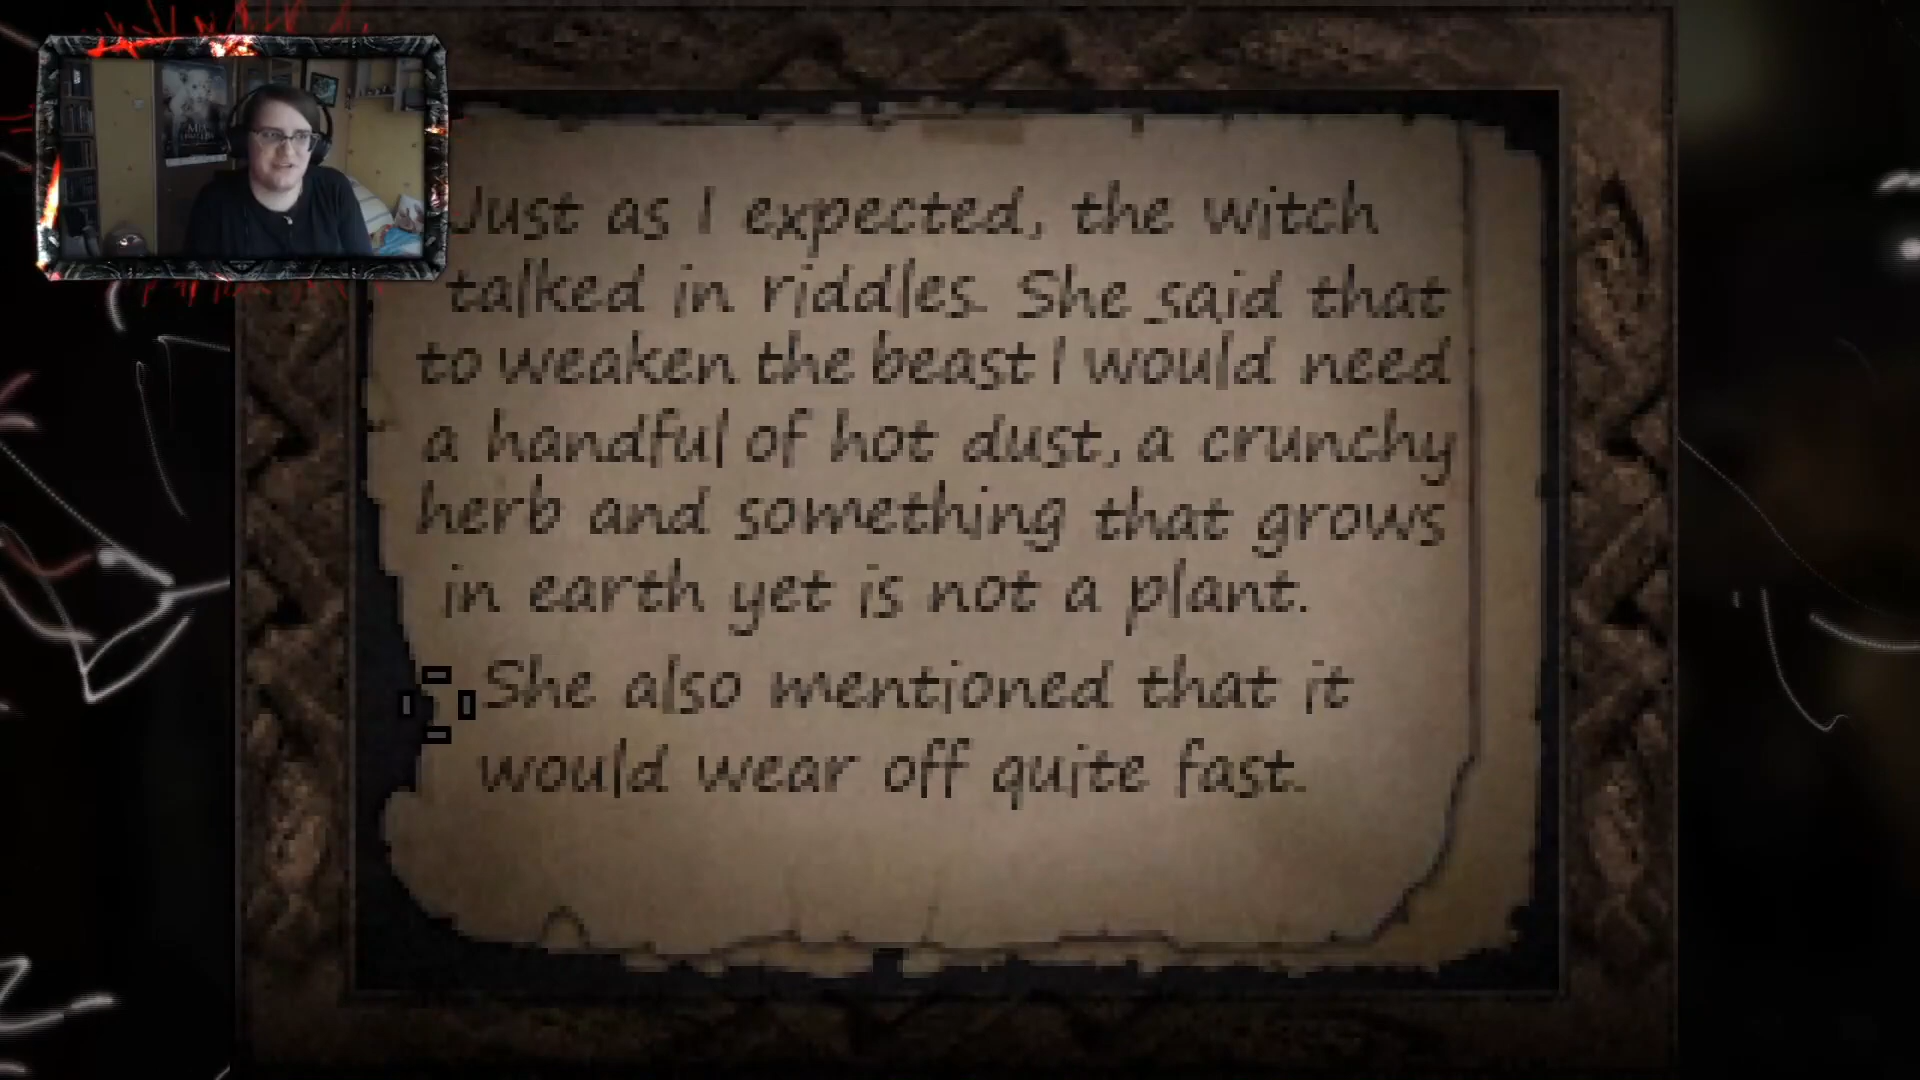 Just as I expected, the witch
talked in riddles. She said that
to weaken the beast I would need
a handful of hot dust, a crunchy
herb and something that grows
in earth yet is not a plant.
She also mentioned that it
would wear off quite fast.